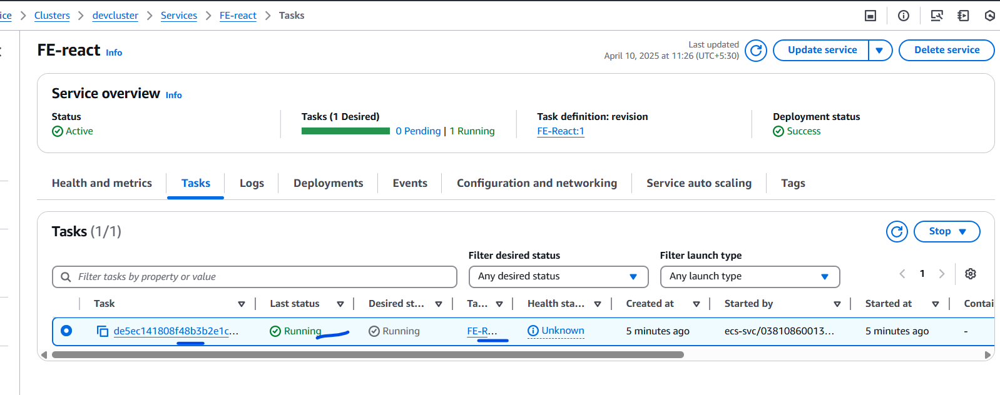 ice > Clusters > devcluster > Services > FE-react > Tasks
FE-react Info
Last updated
April 10, 2025 at 11:26 (UTC+5:30)
Update service
Delete service
Service overview Info
Status
Active
Tasks (1 Desired)
0 Pending | 1 Running
Task definition: revision
FE-React:1
Deployment status
Success
Health and metrics
Tasks
Logs
Deployments
Events
Configuration and networking
Service auto scaling
Tags
Tasks (1/1)
Stop
Filter tasks by property or value
Filter desired status
Any desired status
Filter launch type
Any launch type
1
Task Last status Desired st... Ta... Health sta... Created at Started by Started at Contai
de5ec141808f48b3b2e1c... Running Running FE-R... Unknown 5 minutes ago ecs-svc/03810860013... 5 minutes ago -